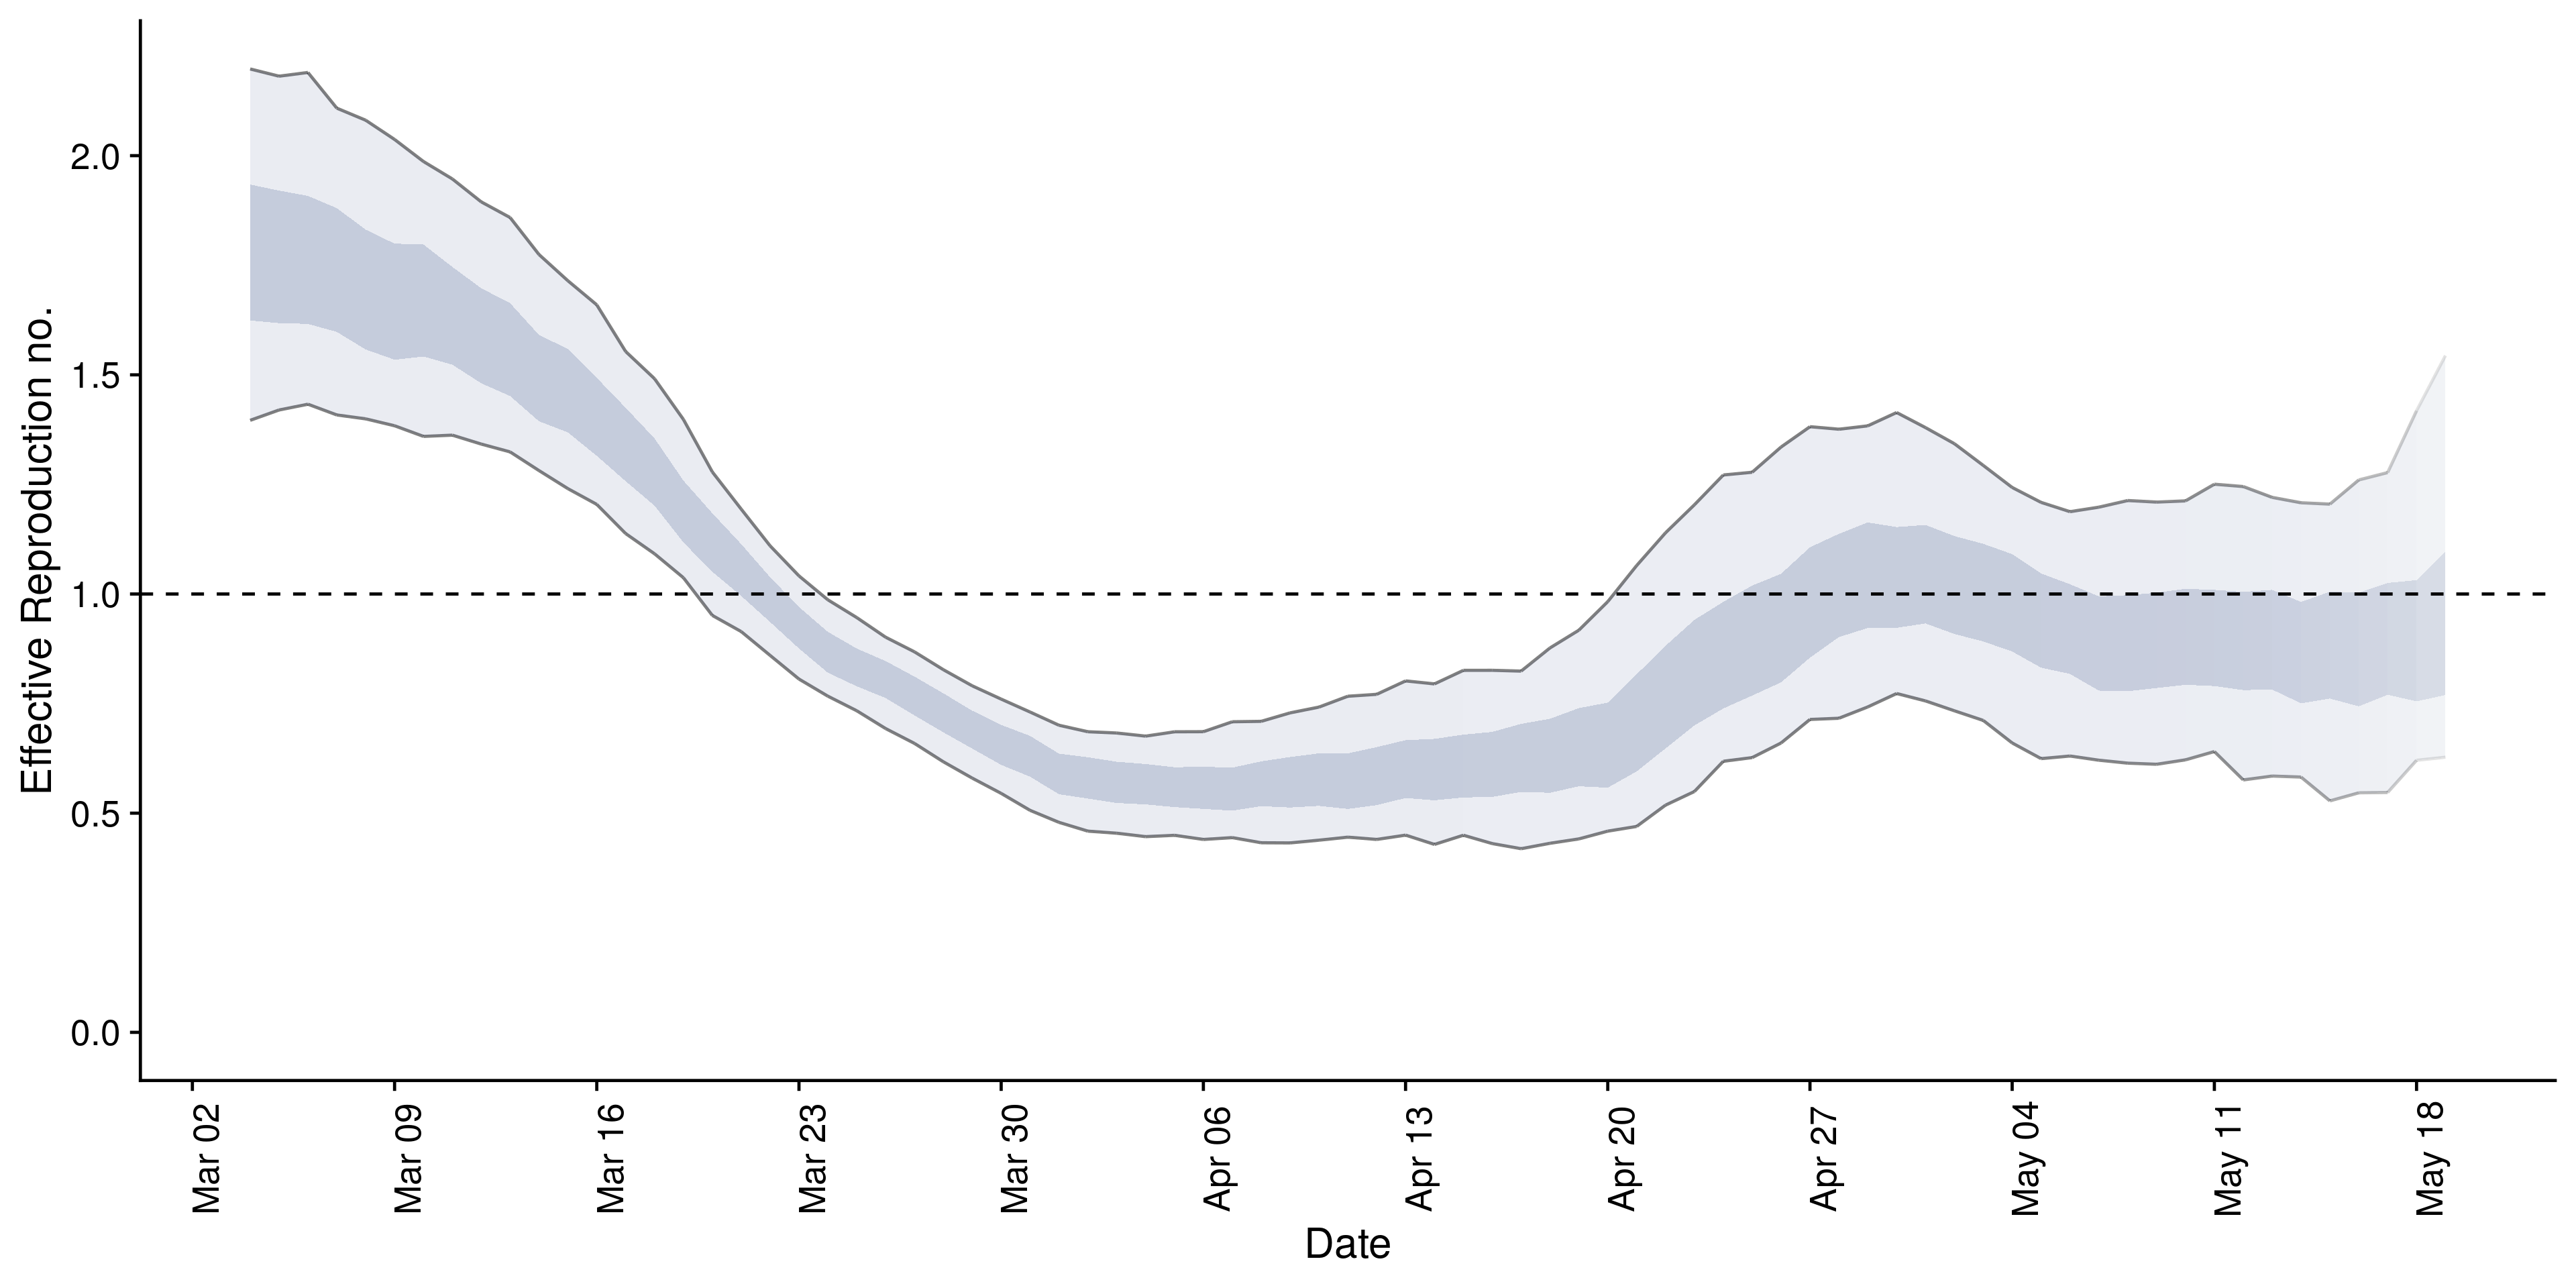 Effective Reproduction no.
2.0
1.5
1.0
0.5
0.0
Mar 02
Mar 09
Mar 16
Mar 23
Mar 30
Apr 06
Apr 13
Apr 20
Apr 27
May 04
May 11
May 18
Date